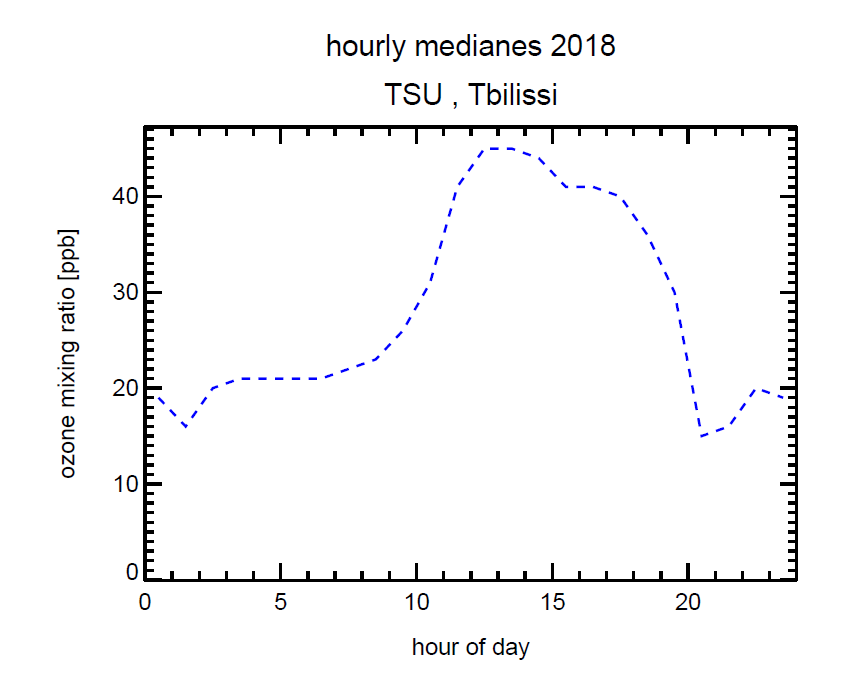 hourly medianes 2018
TSU , Tbilissi
ozone mixing ratio [ppb]
40
30
20
10
0
0 5 10 15 20
hour of day